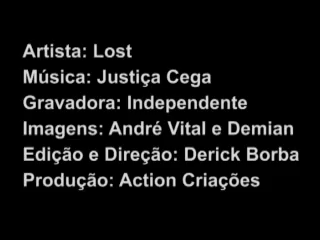 Artista: Lost
Música: Justiça Cega
Gravadora: Independente
Imagens: André Vital e Demian
Edição e Direção: Derick Borba
Produção: Action Criações